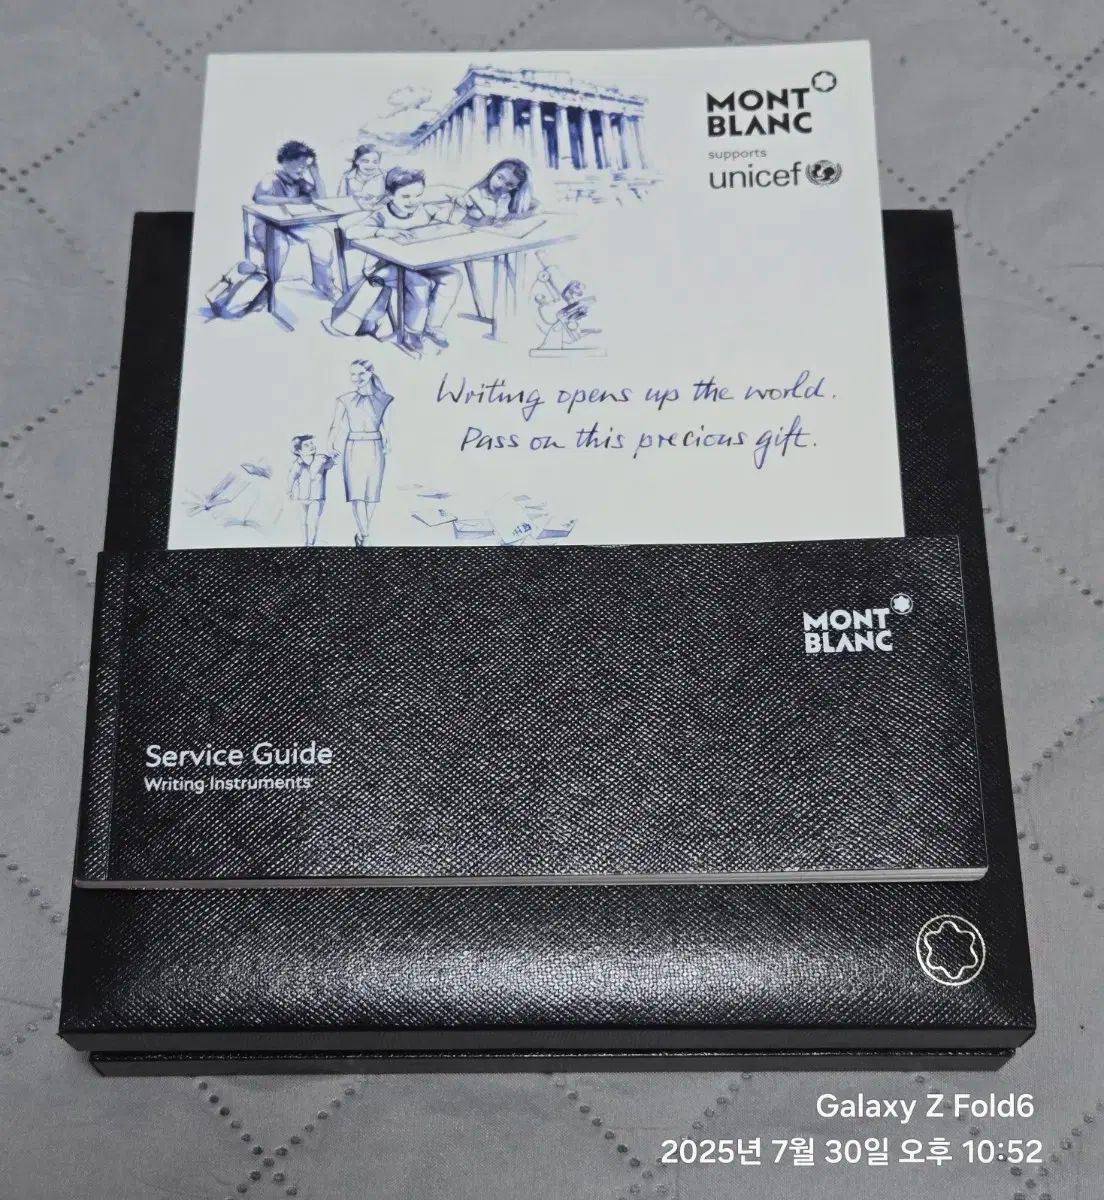 MONT
BLANC
supports
unicef
Writing opens up the world.
Pass on this precious gift.
MONT
BLANC
Service Guide
Writing Instruments
Galaxy Z Fold6
2025년 7월 30일 오후 10:52